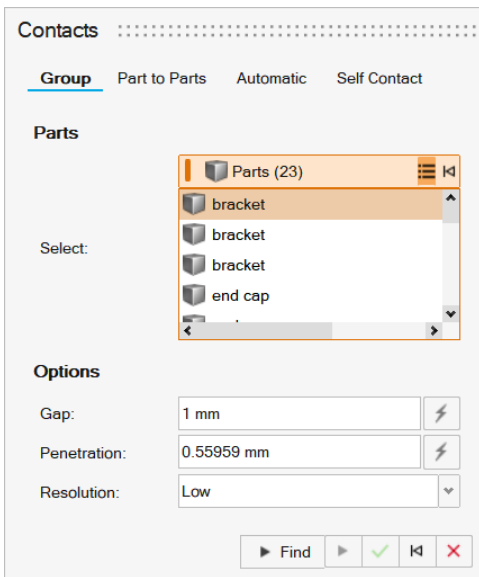 Contacts
Group Part to Parts Automatic Self Contact
Parts
Parts (23)
bracket
bracket
Select:
bracket
end cap
Options
Gap: 1 mm
Penetration: 0.55959 mm
Resolution: Low
Find